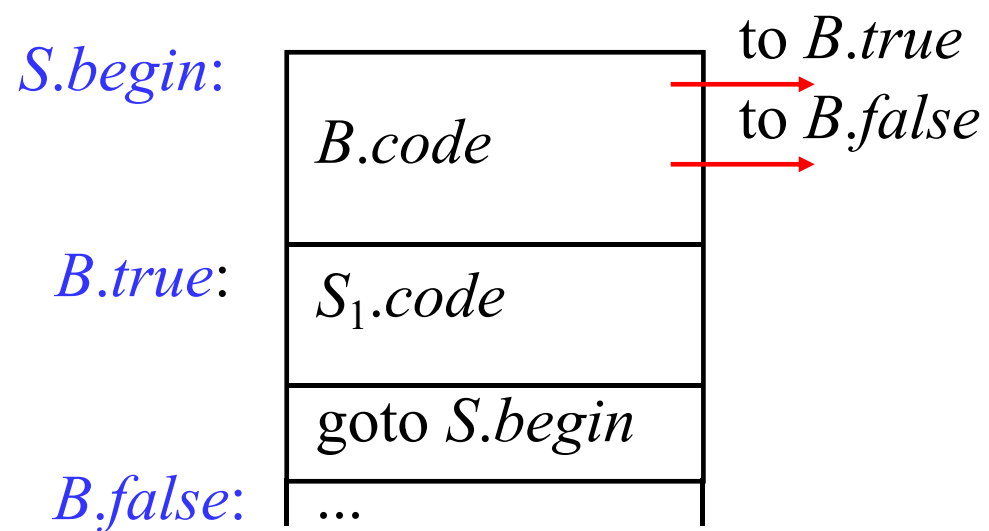 to B.true
S.begin:
to B.false
B.code
B.true:
S₁.code
goto S.begin
B.false:
...